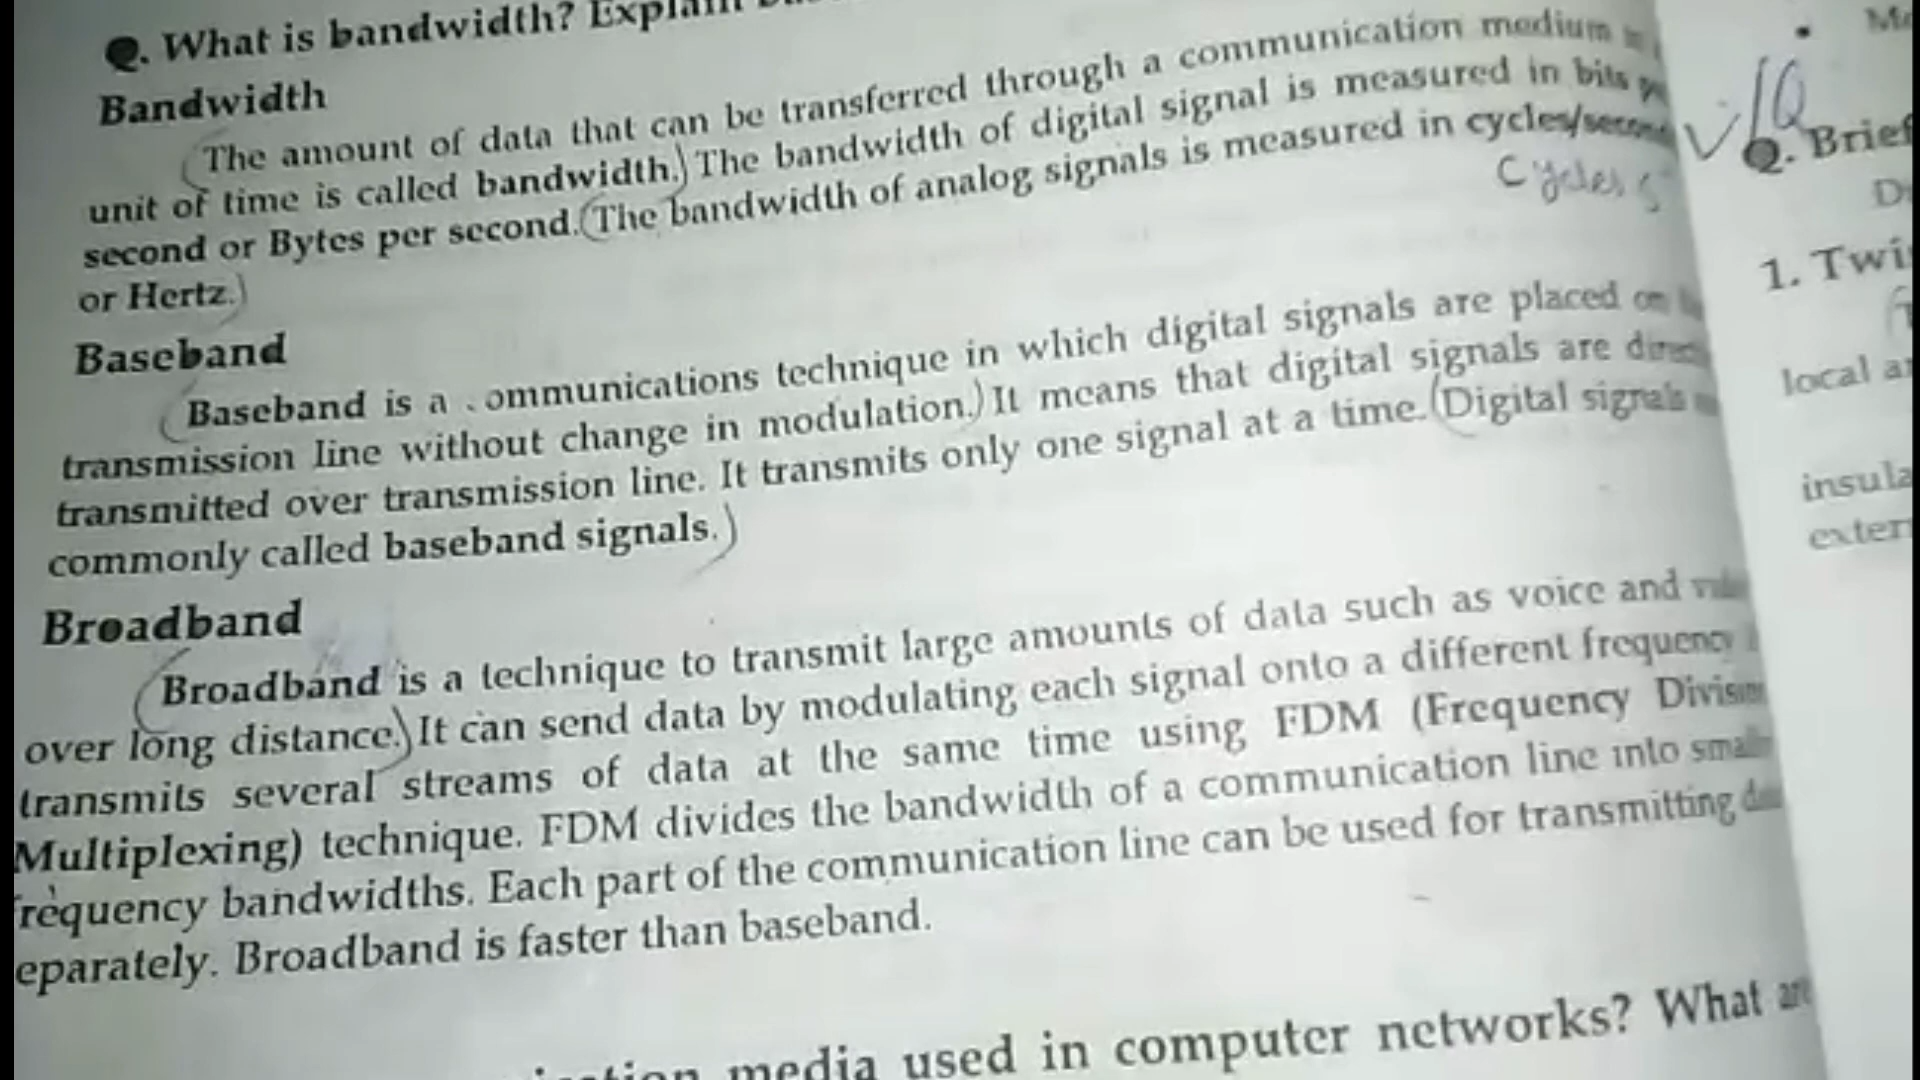 Q. What is bandwidth? Explain
Bandwidth
The amount of data that can be transferred through a communication medium
unit of time is called bandwidth. The bandwidth of digital signal is measured in bits
second or Bytes per second. (The bandwidth of analog signals is measured in cycles/second
Cycles
or Hertz.)
Baseband
Baseband is a ommunications technique in which digital signals are placed on
transmission line without change in modulation.) It means that digital signals are
transmitted over transmission line. It transmits only one signal at a time. (Digital signals
commonly called baseband signals.)
Broadband
(Broadband is a technique to transmit large amounts of data such as voice and
over long distance.) It can send data by modulating each signal onto a different frequency
transmits several streams of data at the same time using FDM (Frequency Division
Multiplexing) technique. FDM divides the bandwidth of a communication line into
requency bandwidths. Each part of the communication line can be used for transmitting
eparately. Broadband is faster than baseband.
media used in computer networks? What are
Q. Brief
1. Twi
local
insula
exter